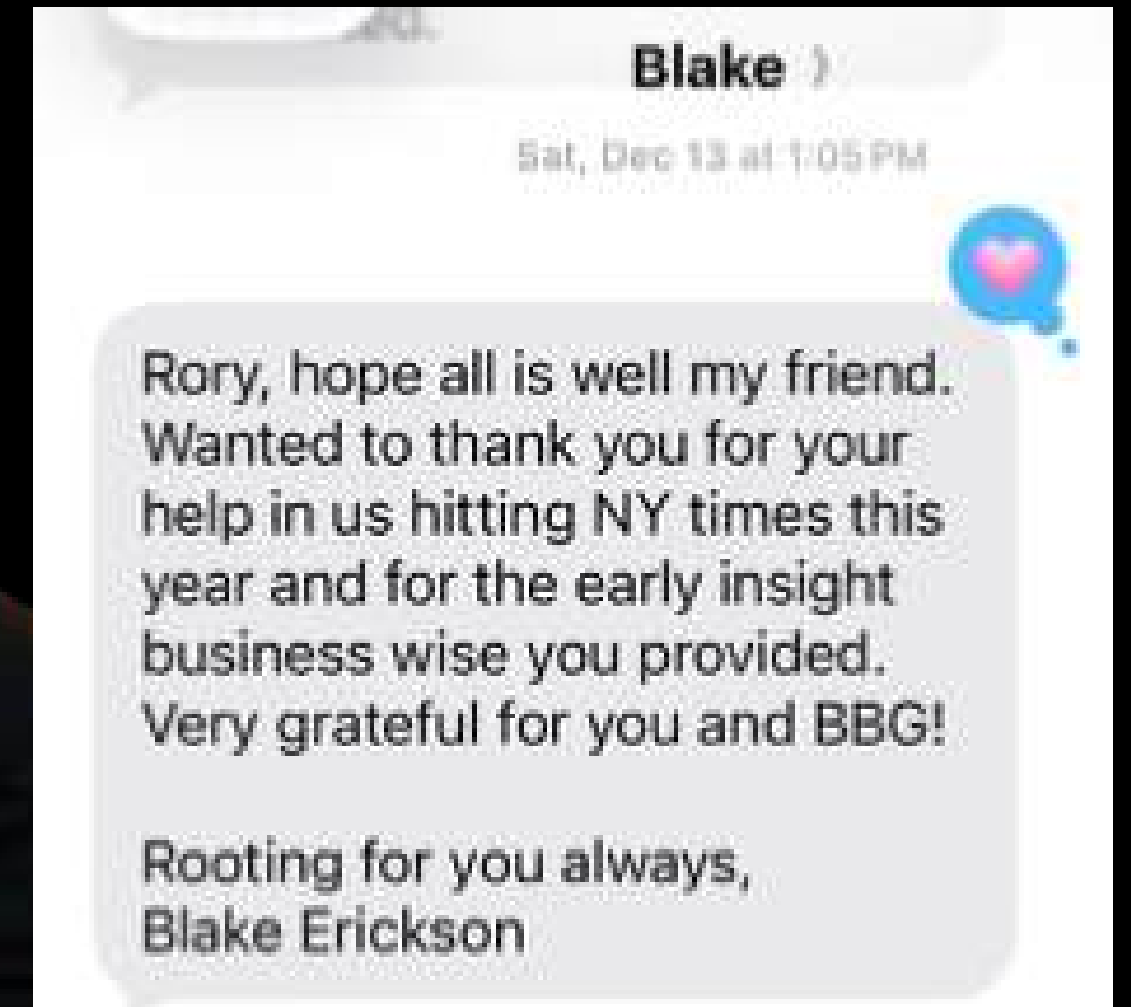 Blake
Sat, Dec 13 at 1:05 PM
Rory, hope all is well my friend.
Wanted to thank you for your
help in us hitting NY times this
year and for the early insight
business wise you provided.
Very grateful for you and BBG!
Rooting for you always,
Blake Erickson